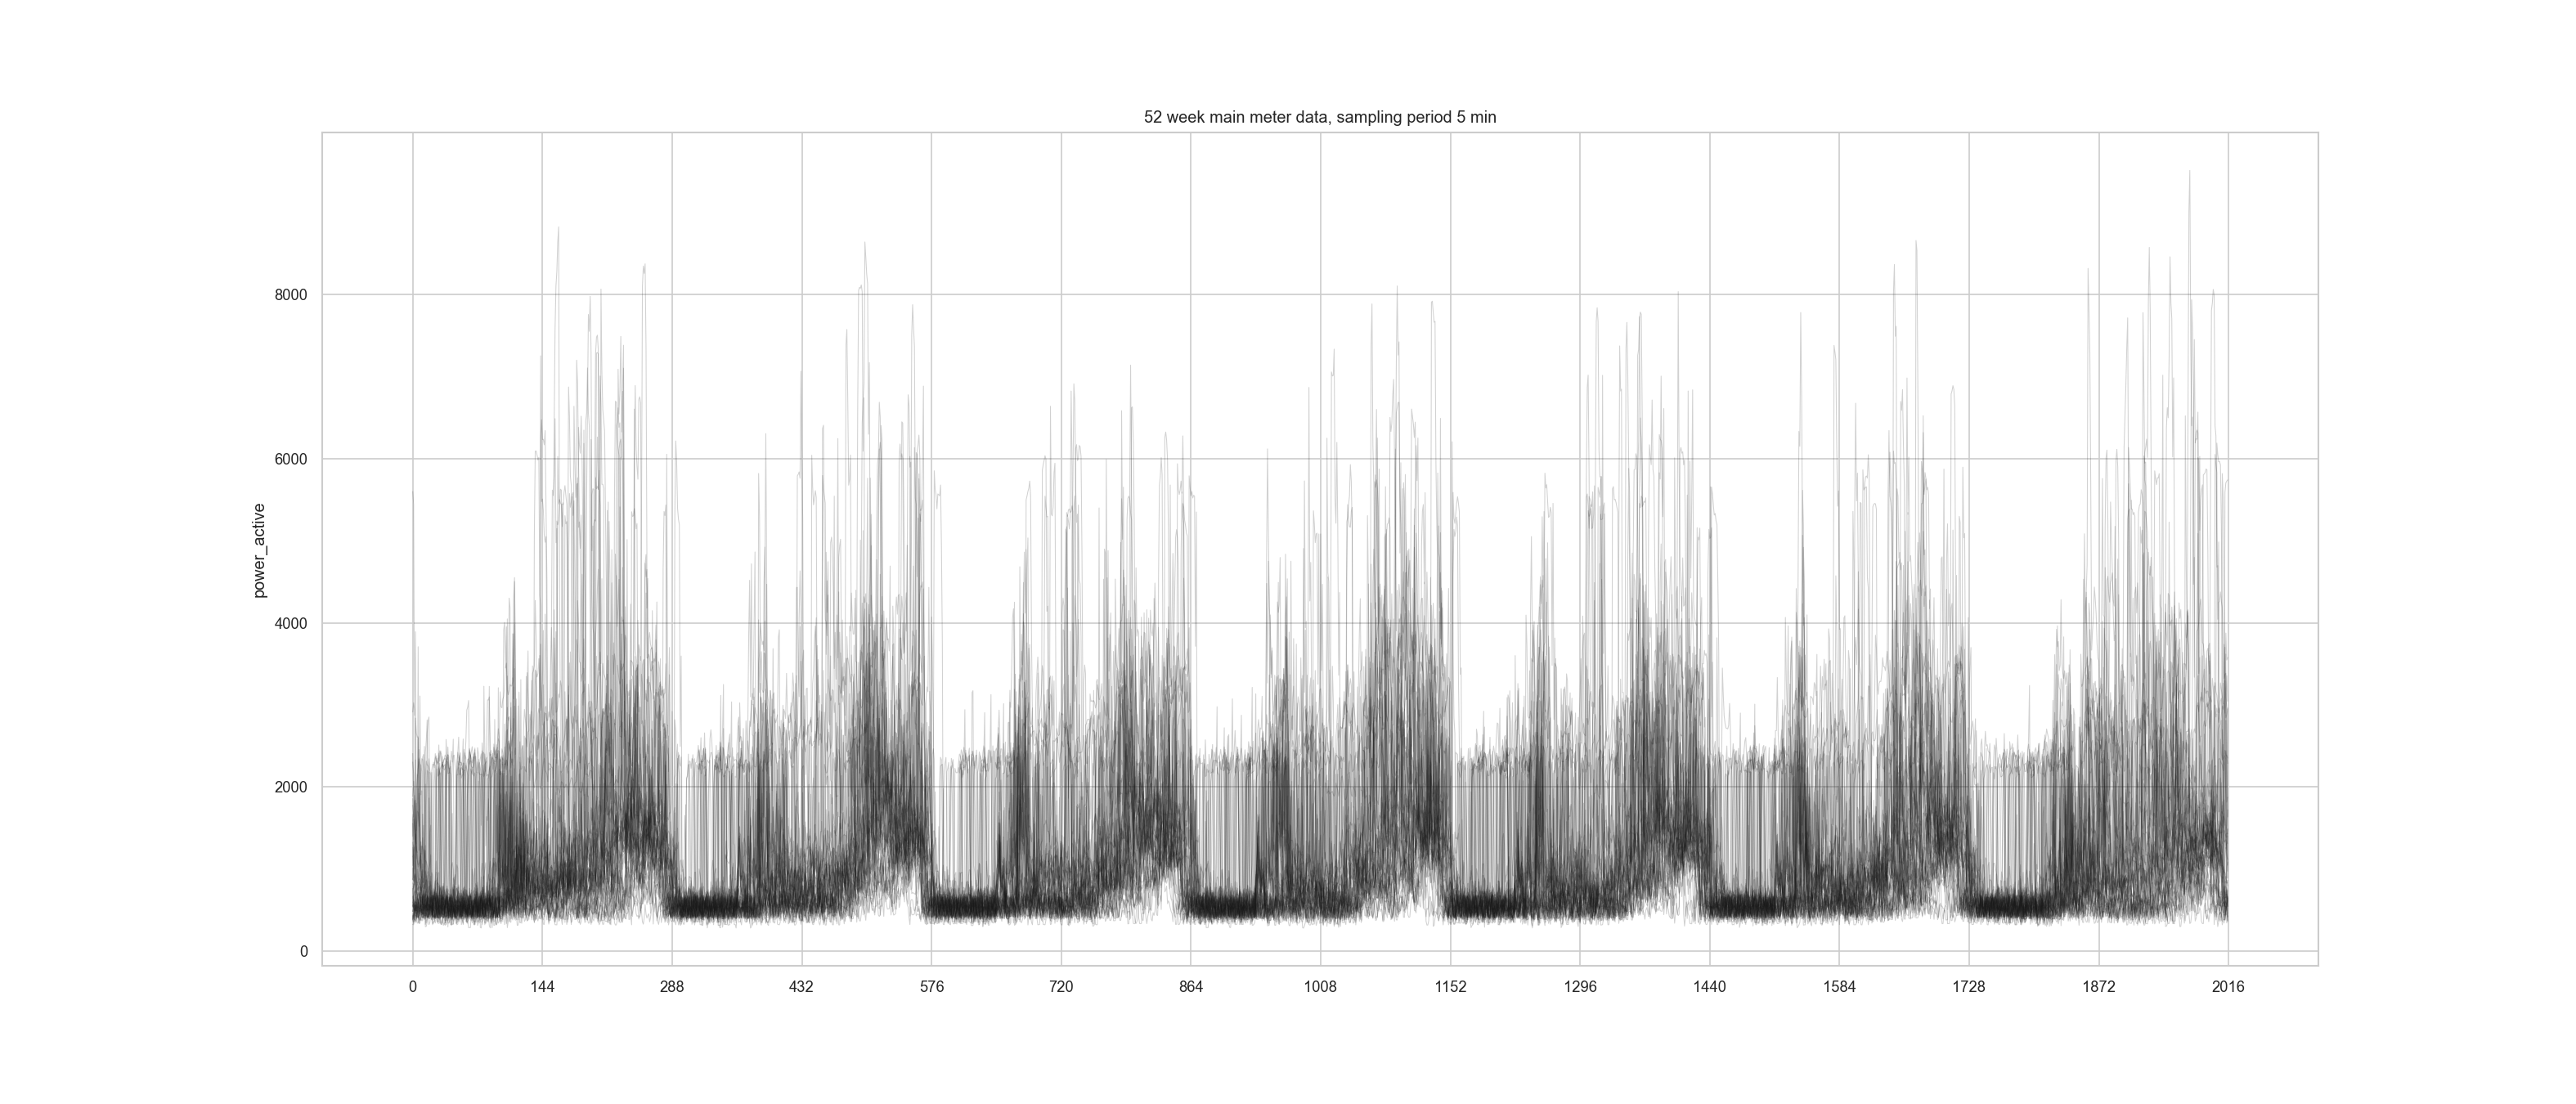 52 week main meter data, sampling period 5 min
power_active
8000
6000
4000
2000
0
0 144 288 432 576 720 864 1008 1152 1296 1440 1584 1728 1872 2016